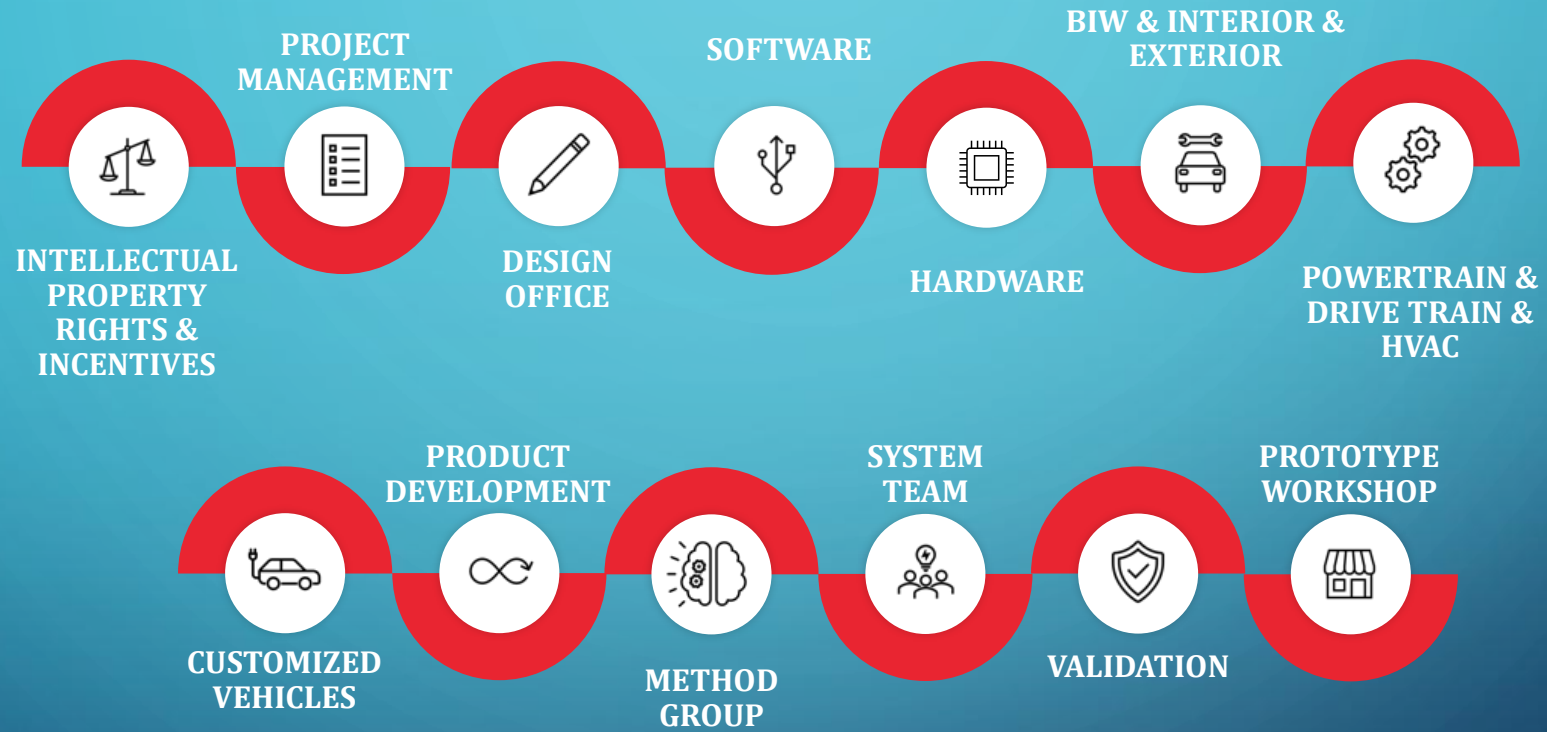 INTELLECTUAL
PROPERTY
RIGHTS &
INCENTIVES
PROJECT
MANAGEMENT
DESIGN
OFFICE
SOFTWARE
HARDWARE
BIW & INTERIOR &
EXTERIOR
POWERTRAIN &
DRIVE TRAIN &
HVAC
CUSTOMIZED
VEHICLES
PRODUCT
DEVELOPMENT
METHOD
GROUP
SYSTEM
TEAM
VALIDATION
PROTOTYPE
WORKSHOP